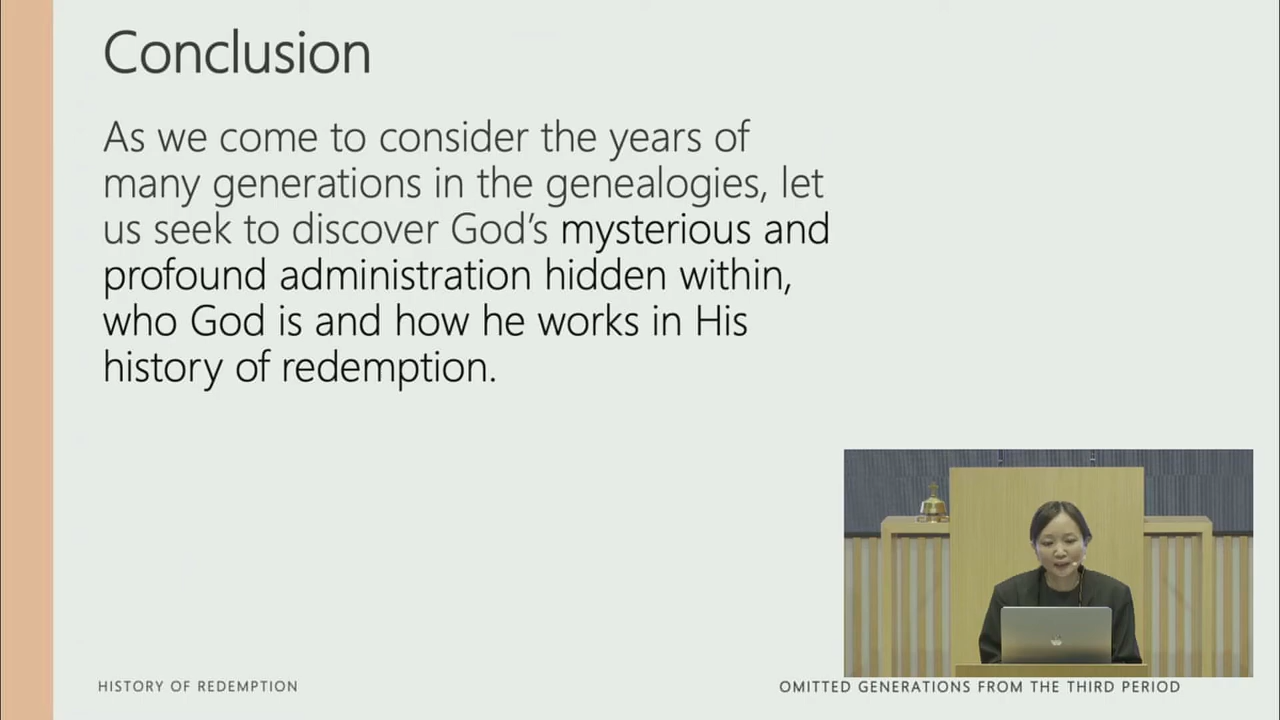 Conclusion
As we come to consider the years of
many generations in the genealogies, let
us seek to discover God's mysterious and
profound administration hidden within,
who God is and how he works in His
history of redemption.
HISTORY OF REDEMPTION
OMITTED GENERATIONS FROM THE THIRD PERIOD